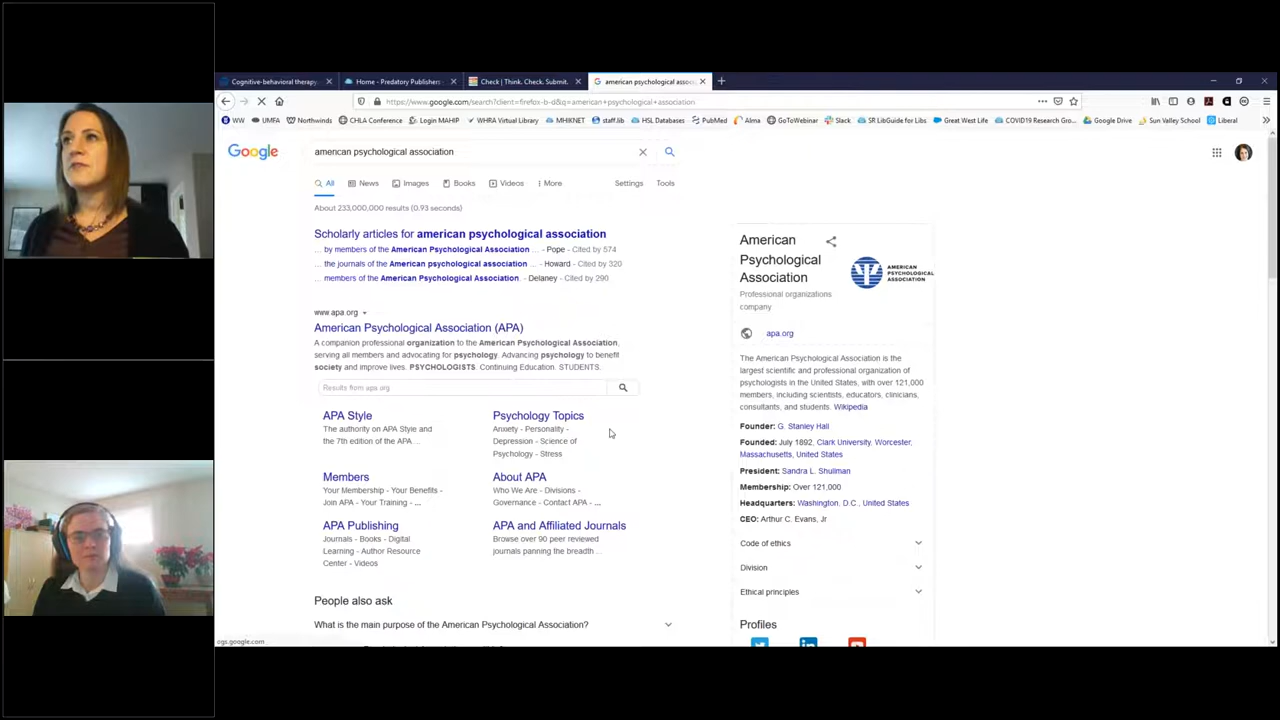 Cognitive-behavioral therapy
Home - Predatory Publishers
Check | Think. Check. Submit.
american psychological assoc
https://www.google.com/search?client=firefox-b-d&q=american+psychological+association
WW
UMFA
Northwinds
CHLA Conference
Login MAHIP
WHRA Virtual Library
MHIKNET
staff.lib
HSL Databases
PubMed
Alma
GoToWebinar
Slack
SR LibGuide for Libs
Great West Life
COVID19 Research Gro...
Google Drive
Sun Valley School
Liberal
Google
american psychological association
All
News
Images
Books
Videos
More
Settings
Tools
About 233,000,000 results (0.93 seconds)
Scholarly articles for american psychological association
... by members of the American Psychological Association ... - Pope - Cited by 574
... the journals of the American psychological association ... - Howard - Cited by 320
... members of the American Psychological Association. - Delaney - Cited by 290
www.apa.org
American Psychological Association (APA)
A companion professional organization to the American Psychological Association,
serving all members and advocating for psychology. Advancing psychology to benefit
society and improve lives. PSYCHOLOGISTS. Continuing Education. STUDENTS.
Results from apa.org
APA Style
The authority on APA Style and
the 7th edition of the APA ...
Psychology Topics
Anxiety - Personality -
Depression - Science of
Psychology - Stress
Members
Your Membership - Your Benefits -
Join APA - Your Training - ...
About APA
Who We Are - Divisions -
Governance - Contact APA - ...
APA Publishing
Journals - Books - Digital
Learning - Author Resource
Center - Videos
APA and Affiliated Journals
Browse over 90 peer reviewed
journals panning the breadth ...
People also ask
What is the main purpose of the American Psychological Association?
American
Psychological
Association
Professional organizations
company
AMERICAN
PSYCHOLOGICAL
ASSOCIATION
apa.org
The American Psychological Association is the
largest scientific and professional organization of
psychologists in the United States, with over 121,000
members, including scientists, educators, clinicians,
consultants, and students. Wikipedia
Founder: G. Stanley Hall
Founded: July 1892, Clark University, Worcester,
Massachusetts, United States
President: Sandra L. Shullman
Membership: Over 121,000
Headquarters: Washington, D.C., United States
CEO: Arthur C. Evans, Jr
Code of ethics
Division
Ethical principles
Profiles
ogs.google.com